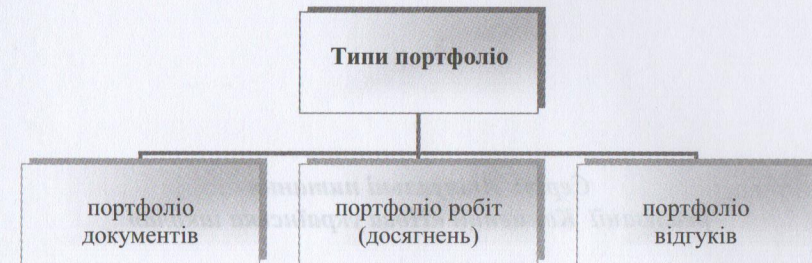 Типи портфоліо
портфоліо
документів
портфоліо робіт
(досягнень)
портфоліо
відгуків